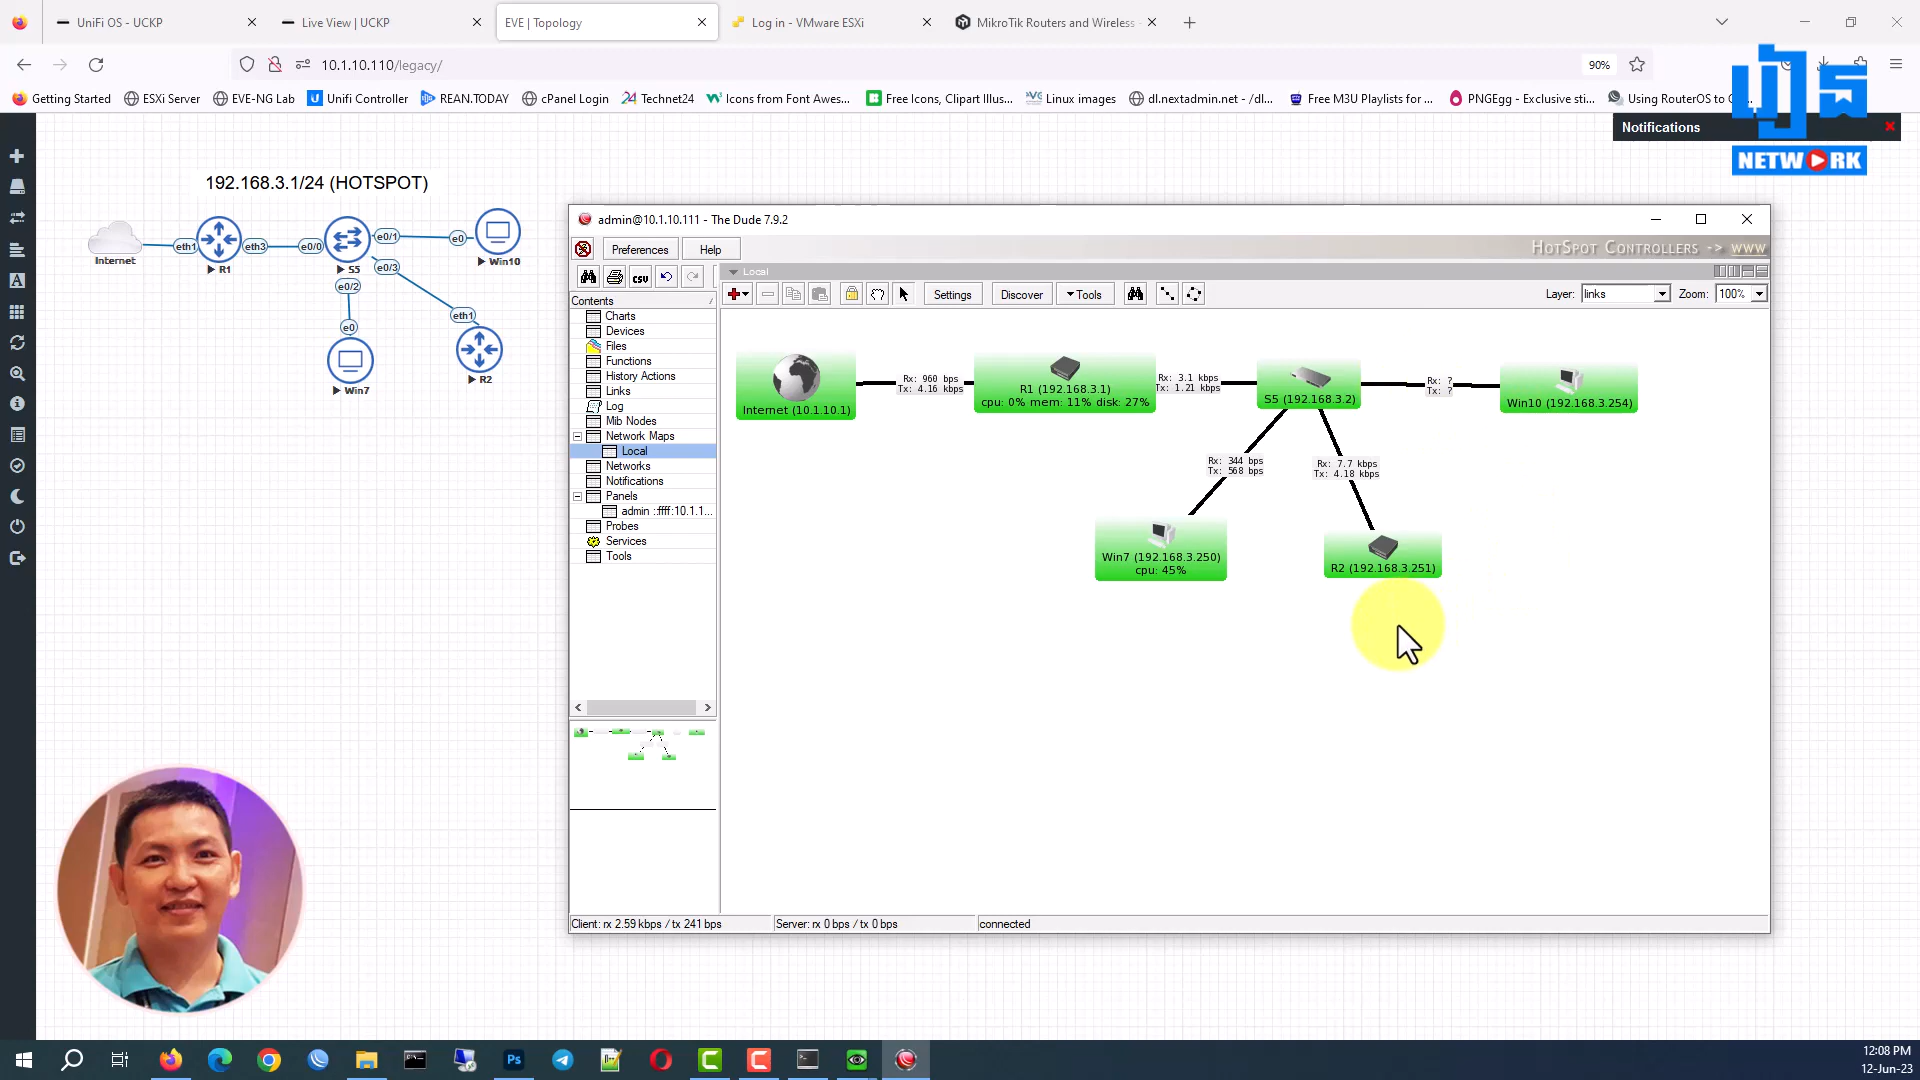 UniFi OS - UCKP
Live View | UCKP
EVE | Topology
Log in - VMware ESXi
MikroTik Routers and Wireless -
10.1.10.110/legacy/
90%
Getting Started
ESXi Server
EVE-NG Lab
Unifi Controller
REAN.TODAY
cPanel Login
Technet24
Icons from Font Awes...
Free Icons, Clipart Illus...
Linux images
dl.nextadmin.net - /dl...
Free M3U Playlists for ...
PNGEgg - Exclusive sti...
Using RouterOS to
Notifications
NETWORK
192.168.3.1/24 (HOTSPOT)
Internet
eth1
R1
eth3
e0/0
S5
e0/1
e0
Win10
e0/3
e0/2
e0
Win7
eth1
R2
admin@10.1.10.111 - The Dude 7.9.2
Preferences
Help
HotSpot Controllers -> www
csv
Local
Settings
Discover
Tools
Layer:
links
Zoom:
100%
Contents
Charts
Devices
Files
Functions
History Actions
Links
Log
Mib Nodes
Network Maps
Local
Networks
Notifications
Panels
admin ::ffff:10.1.1...
Probes
Services
Tools
Internet (10.1.10.1)
Rx: 960 bps
Tx: 4.16 kbps
R1 (192.168.3.1)
cpu: 0% mem: 11% disk: 27%
Rx: 3.1 kbps
Tx: 1.21 kbps
S5 (192.168.3.2)
Rx: ?
Tx: ?
Win10 (192.168.3.254)
Rx: 344 bps
Tx: 568 bps
Rx: 7.7 kbps
Tx: 4.18 kbps
Win7 (192.168.3.250)
cpu: 45%
R2 (192.168.3.251)
Client: rx 2.59 kbps / tx 241 bps
Server: rx 0 bps / tx 0 bps
connected
Ps
12:08 PM
12-Jun-23